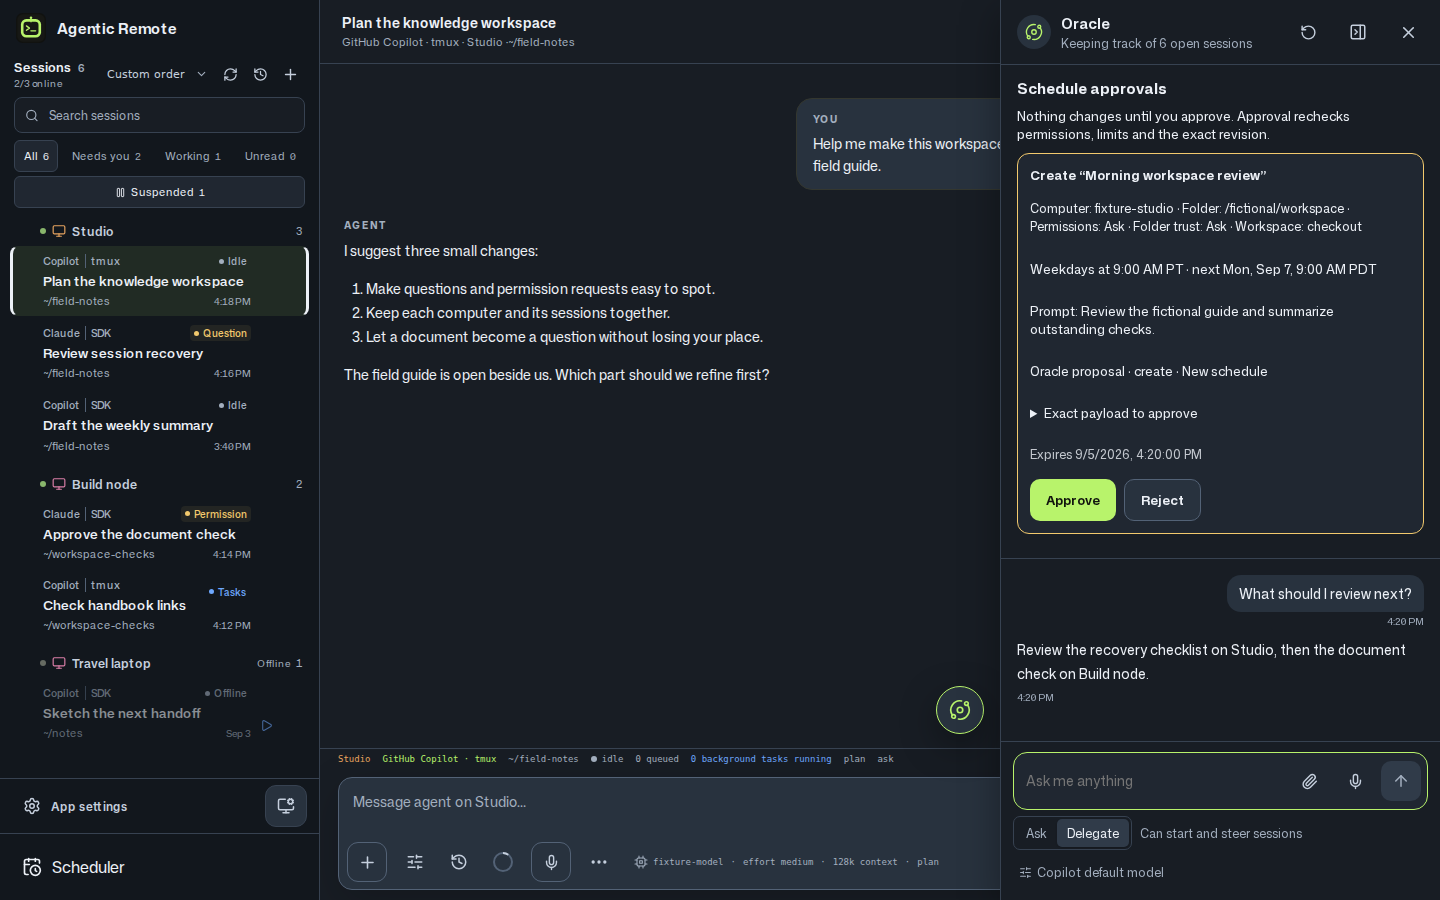 Agentic Remote
Sessions 6
2/3 online
Custom order
Search sessions
All 6
Needs you 2
Working 1
Unread 0
Suspended 1
Studio 3
Copilot | tmux
Idle
Plan the knowledge workspace
~/field-notes
4:18 PM
Claude | SDK
Question
Review session recovery
~/field-notes
4:16 PM
Copilot | SDK
Idle
Draft the weekly summary
~/field-notes
3:40 PM
Build node 2
Claude | SDK
Permission
Approve the document check
~/workspace-checks
4:14 PM
Copilot | tmux
Tasks
Check handbook links
~/workspace-checks
4:12 PM
Travel laptop
Offline 1
Copilot | SDK
Offline
Sketch the next handoff
~/notes
Sep 3
App settings
Scheduler
Plan the knowledge workspace
GitHub Copilot · tmux · Studio ·~/field-notes
YOU
Help me make this workspace
field guide.
AGENT
I suggest three small changes:
1. Make questions and permission requests easy to spot.
2. Keep each computer and its sessions together.
3. Let a document become a question without losing your place.
The field guide is open beside us. Which part should we refine first?
Studio GitHub Copilot · tmux ~/field-notes idle 0 queued 0 background tasks running plan ask
Message agent on Studio...
fixture-model · effort medium · 128k context · plan
Oracle
Keeping track of 6 open sessions
Schedule approvals
Nothing changes until you approve. Approval rechecks
permissions, limits and the exact revision.
Create “Morning workspace review”
Computer: fixture-studio · Folder: /fictional/workspace ·
Permissions: Ask · Folder trust: Ask · Workspace: checkout
Weekdays at 9:00 AM PT · next Mon, Sep 7, 9:00 AM PDT
Prompt: Review the fictional guide and summarize
outstanding checks.
Oracle proposal · create · New schedule
Exact payload to approve
Expires 9/5/2026, 4:20:00 PM
Approve
Reject
What should I review next?
4:20 PM
Review the recovery checklist on Studio, then the document
check on Build node.
4:20 PM
Ask me anything
Ask
Delegate
Can start and steer sessions
Copilot default model